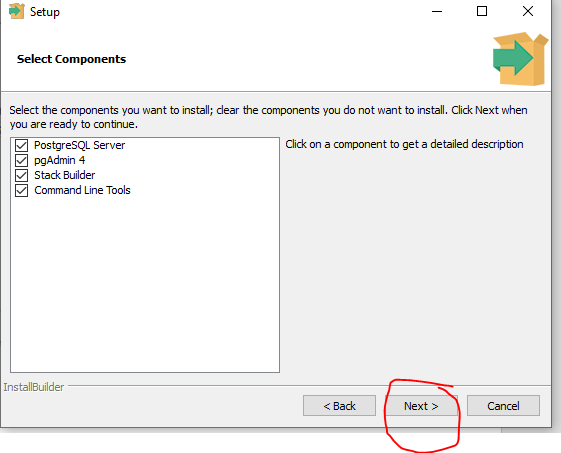 Setup
Select Components
Select the components you want to install; clear the components you do not want to install. Click Next when
you are ready to continue.
PostgreSQL Server
pgAdmin 4
Stack Builder
Command Line Tools
Click on a component to get a detailed description
InstallBuilder
< Back
Next >
Cancel